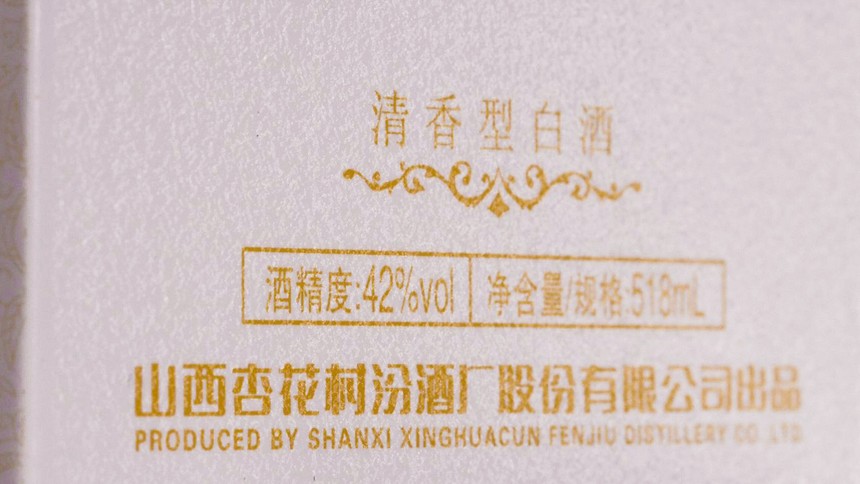 清香型白酒
酒精度:42%vol 净含量/规格:518mL
山西杏花村汾酒厂股份有限公司出品
PRODUCED BY SHANXI XINGHUACUN FENJIU DISTILLERY CO.,LTD.